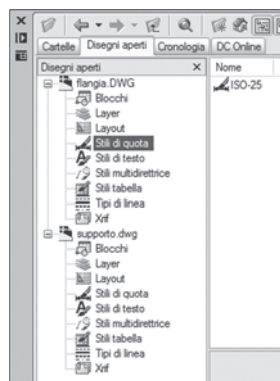 Cartelle Disegni aperti Cronologia DC Online
Disegni aperti Nome
flangia.DWG ISO-25
Blocchi
Layer
Layout
Stili di quota
Stili di testo
Stili multidirettrice
Stili tabella
Tipi di linea
Xrif
supporto.dwg
Blocchi
Layer
Layout
Stili di quota
Stili di testo
Stili multidirettrice
Stili tabella
Tipi di linea
Xrif